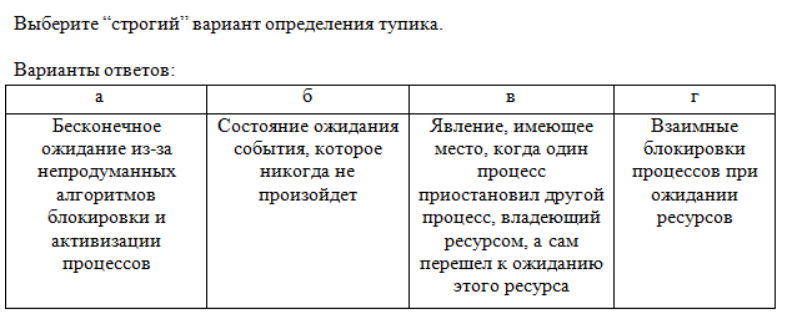 Выберите “строгий” вариант определения тупика.
Варианты ответов:
а
б
в
г
Бесконечное
ожидание из-за
непродуманных
алгоритмов
блокировки и
активизации
процессов
Состояние ожидания
события, которое
никогда не
произойдет
Явление, имеющее
место, когда один
процесс
приостановил другой
процесс, владеющий
ресурсом, а сам
перешел к ожиданию
этого ресурса
Взаимные
блокировки
процессов при
ожидании
ресурсов